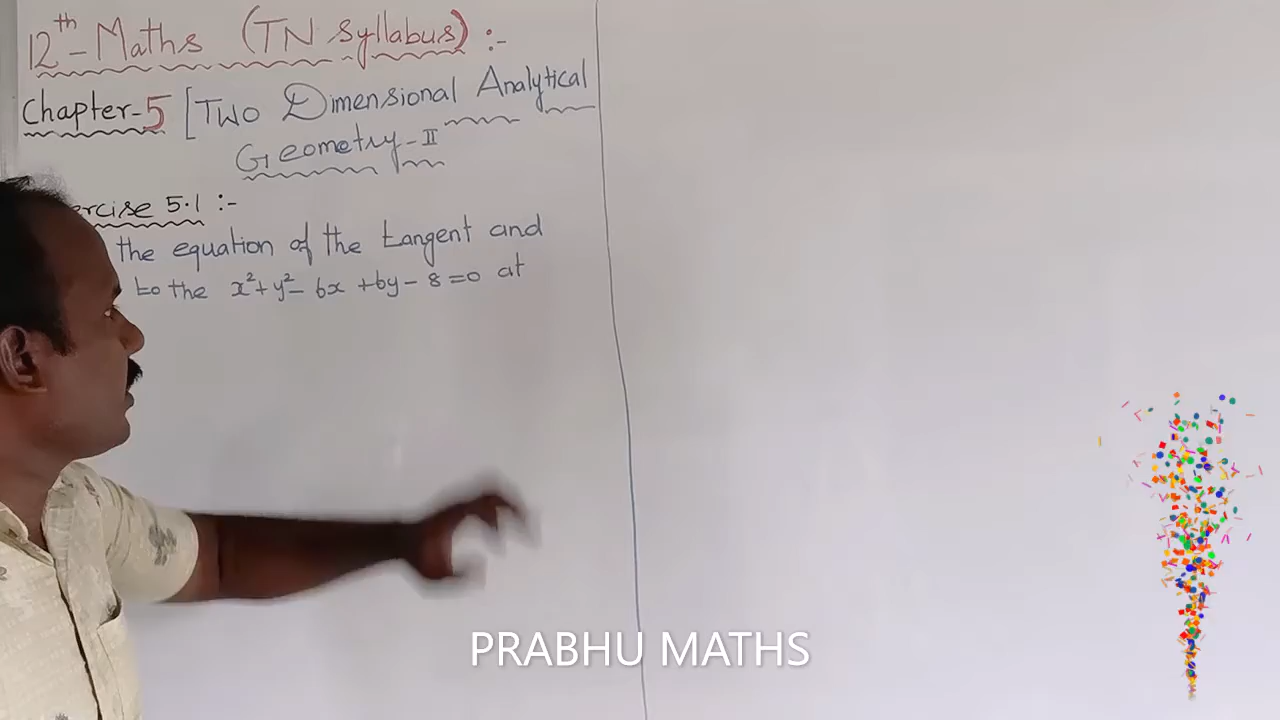 12th - Maths (TN Syllabus) :-
Chapter-5 [Two Dimensional Analytical
Geometry - II
ercise 5.1 :-
the equation of the tangent and
to the x²+y²- 6x +6y - 8 =0 at
PRABHU MATHS